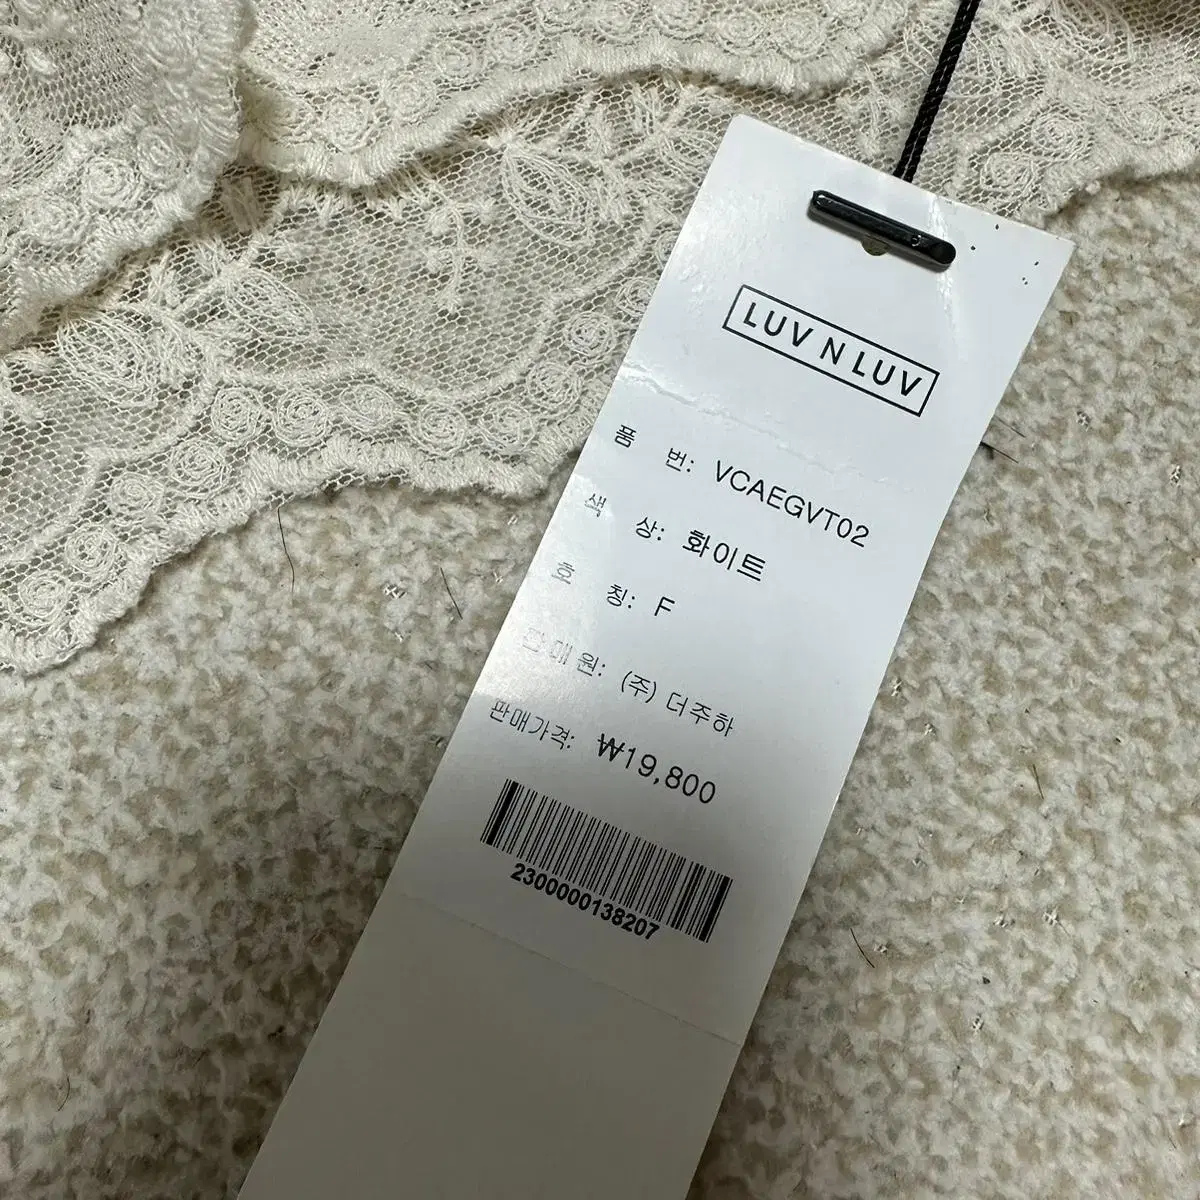 LUV N LUV
품 번: VCAEGVT02
색 상: 화이트
호 칭: F
판매원: (주) 더주하
판매가격: ₩19,800
2300000138207